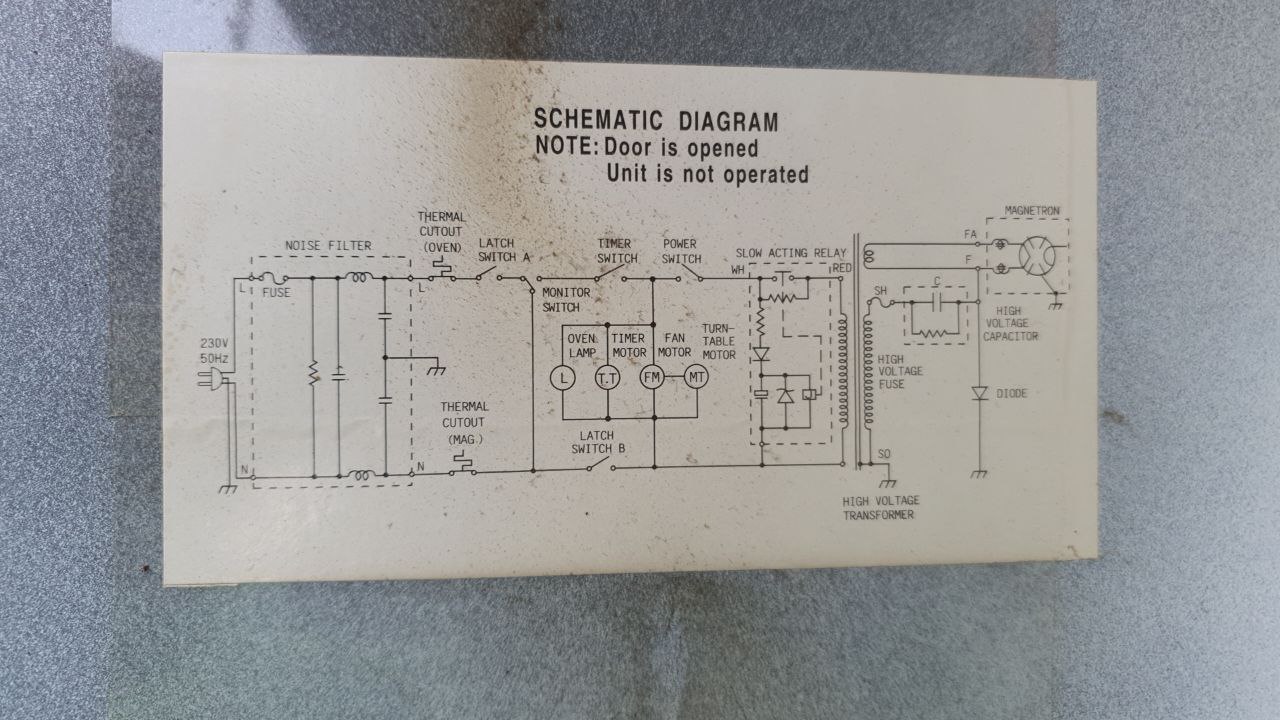 SCHEMATIC DIAGRAM
NOTE: Door is opened
Unit is not operated
THERMAL
CUTOUT
(OVEN)
NOISE FILTER
LATCH
SWITCH A
TIMER
SWITCH
POWER
SWITCH
SLOW ACTING RELAY
MAGNETRON
FA
F
WH
RED
L
FUSE
L
MONITOR
SWITCH
SH
C
HIGH
VOLTAGE
CAPACITOR
230V
50Hz
OVEN
LAMP
TIMER
MOTOR
FAN
MOTOR
TURN-
TABLE
MOTOR
HIGH
VOLTAGE
FUSE
L
T.T
FM
MT
DIODE
THERMAL
CUTOUT
(MAG.)
LATCH
SWITCH B
N
N
SO
HIGH VOLTAGE
TRANSFORMER